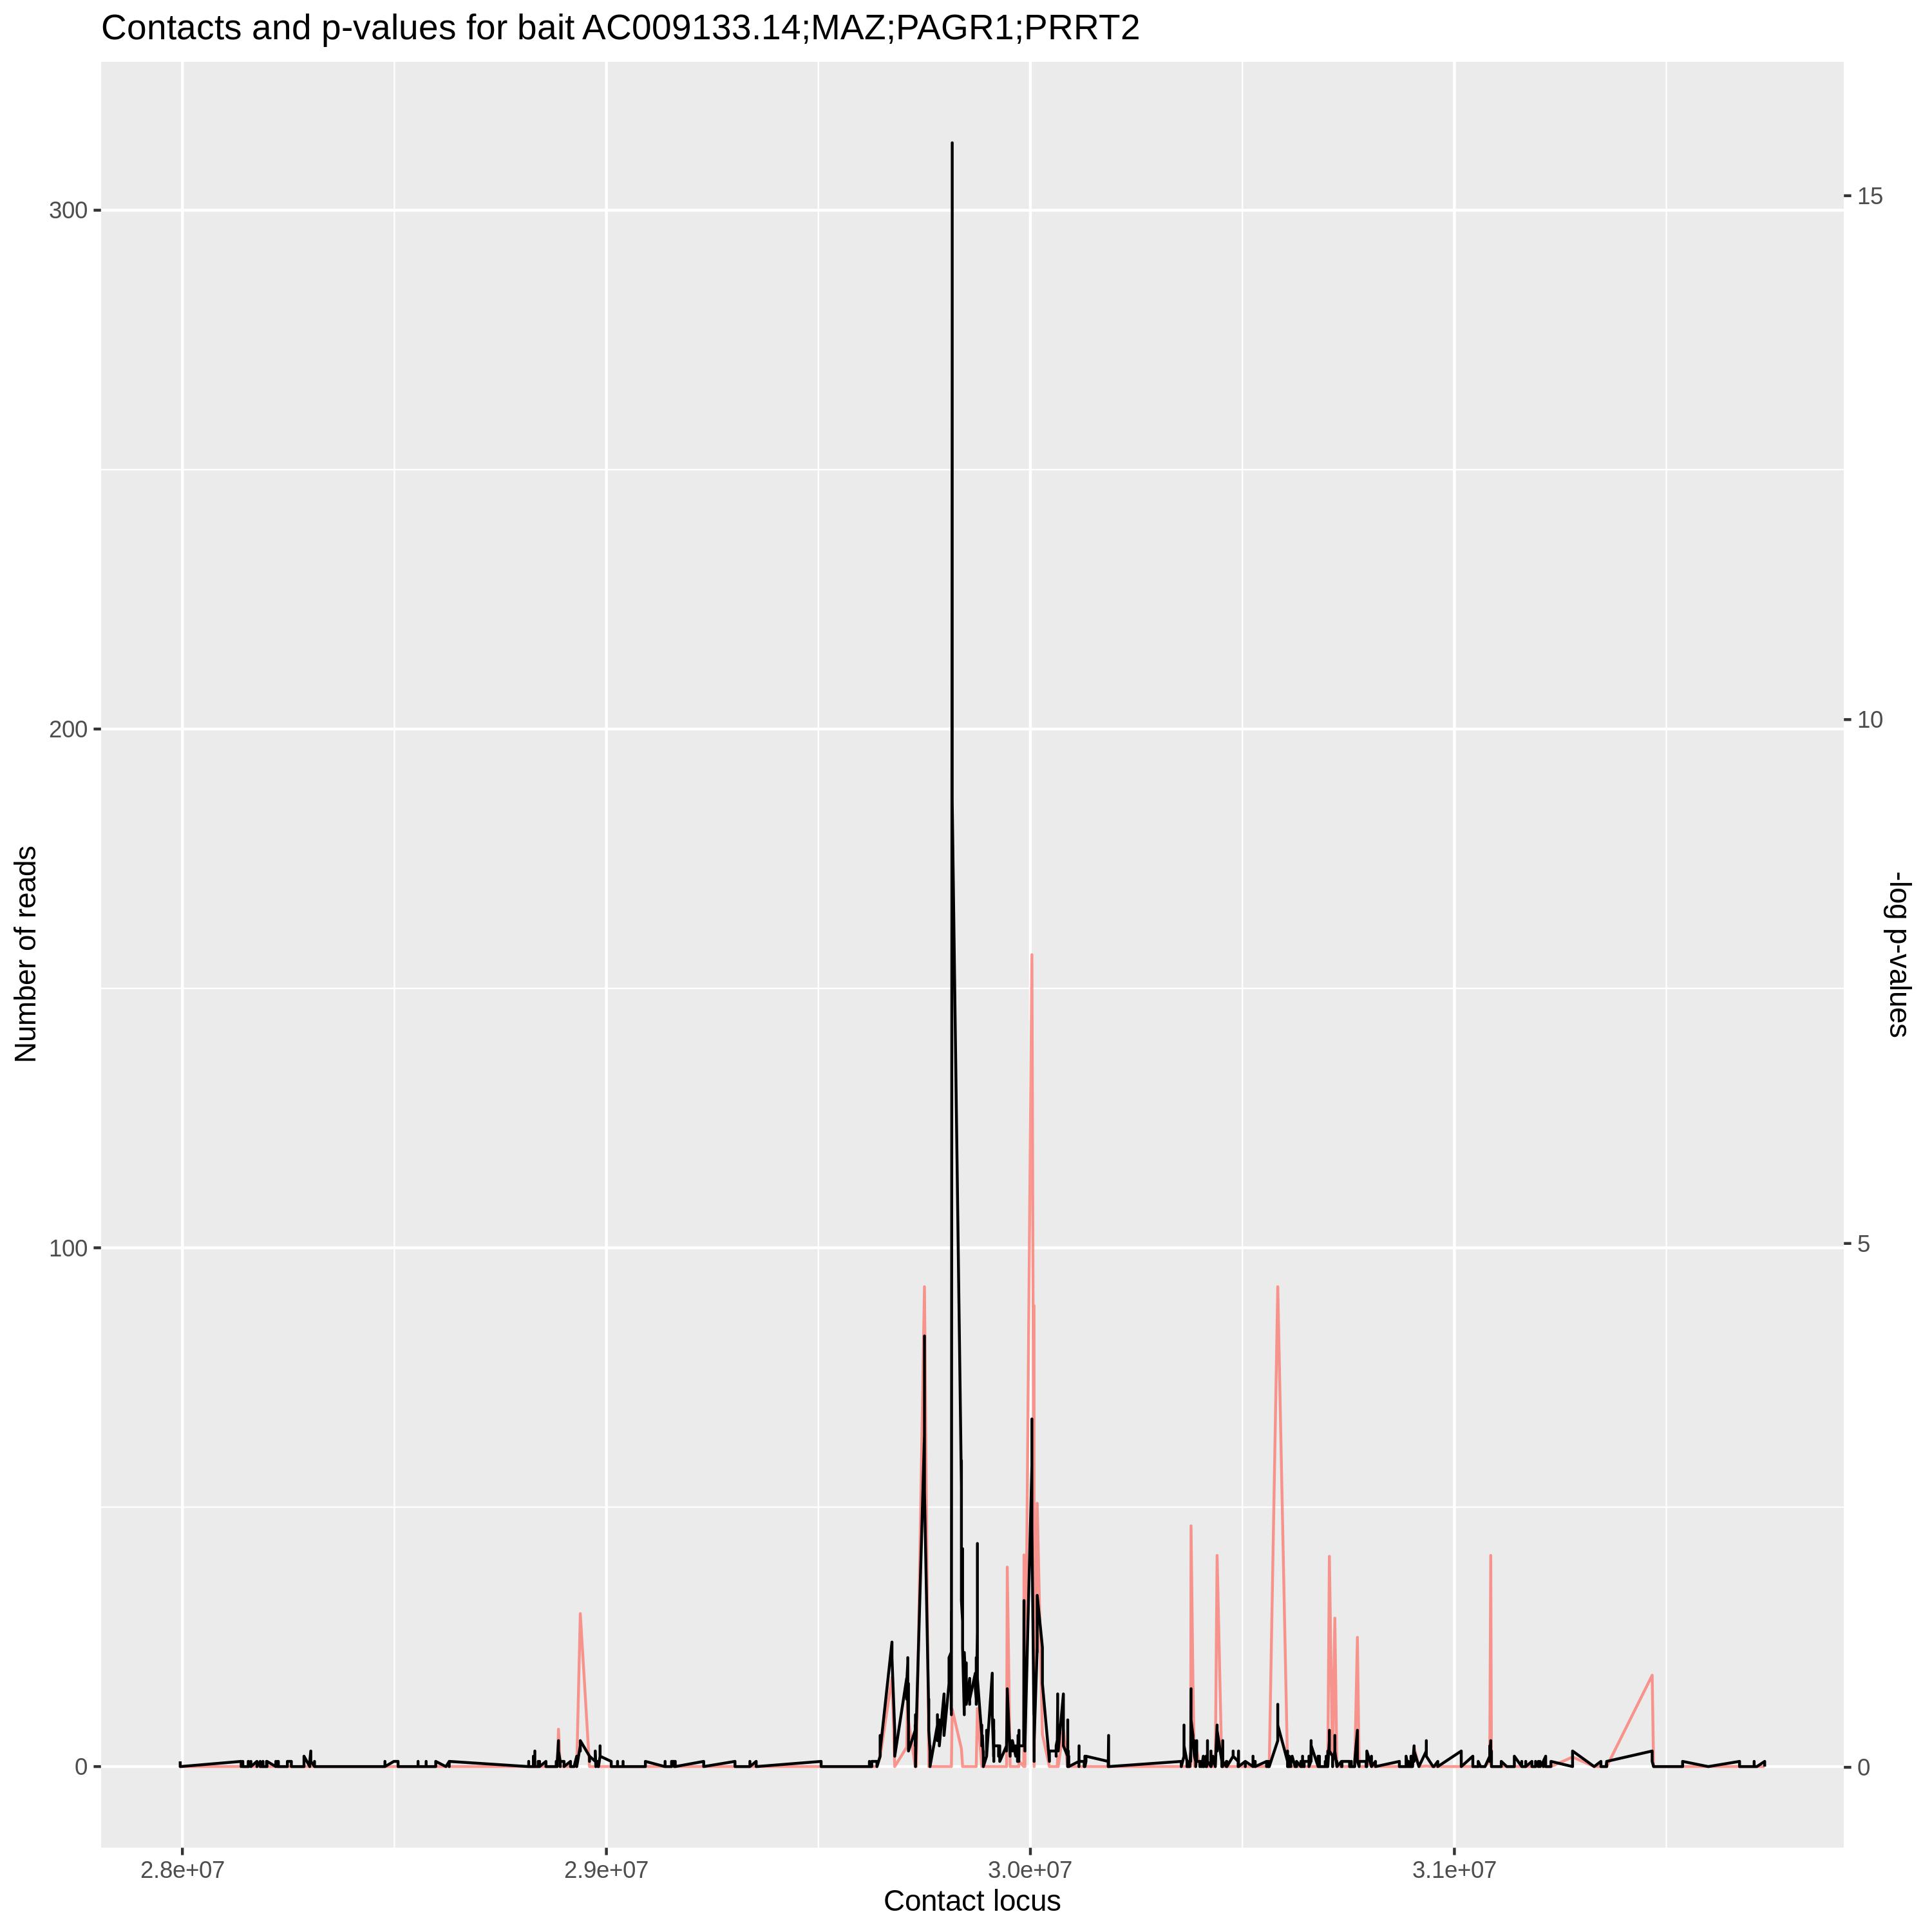 Contacts and p-values for bait AC009133.14;MAZ;PAGR1;PRRT2
300
200
100
0
Number of reads
15
10
5
0
-log p-values
2.8e+07 2.9e+07 3.0e+07 3.1e+07
Contact locus